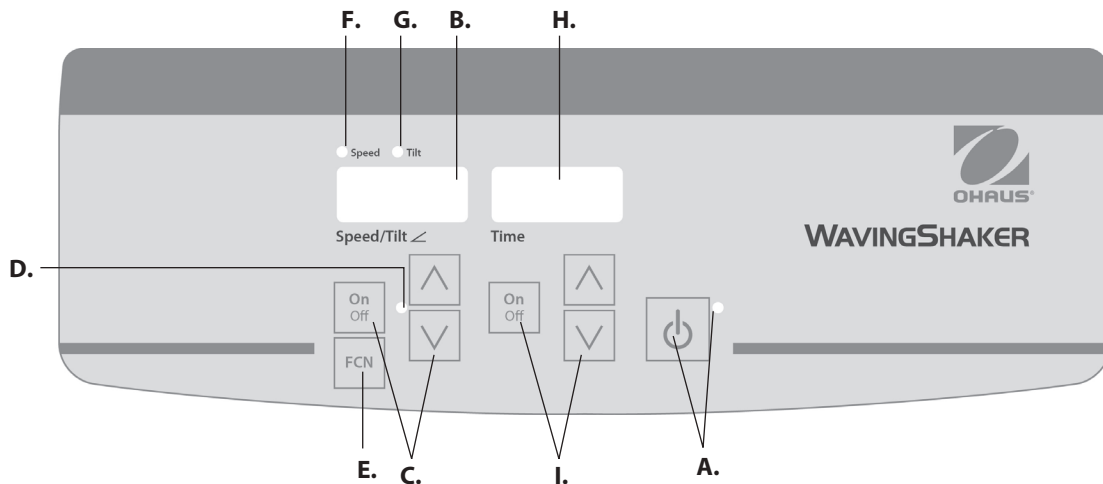 F. G. B. H.
Speed Tilt
OHAUS®
Speed/Tilt Time
WAVINGSHAKER
D.
On
Off
On
Off
FCN
E. C. I. A.